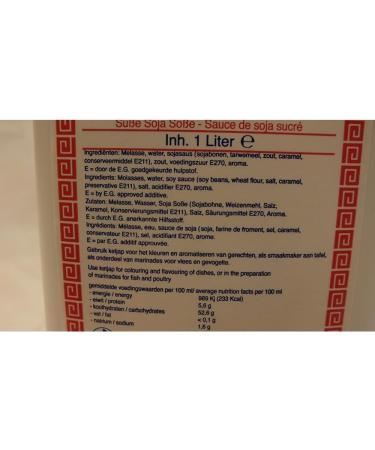 Süße Soja Soße - Sauce de soja sucré
Inh. 1 Liter ℮
Ingrediënten: Melasse, water, sojasaus (sojabonen, tarwemeel, zout, caramel,
conserveermiddel E211), zout, voedingszuur E270, aroma.
E = door de E.G. goedgekeurde hulpstof.
Ingredients: Molasses, water, soy sauce (soy beans, wheat flour, salt, caramel,
preservative E211), salt, acidifier E270, aroma.
E = by E.G. approved additive.
Zutaten: Melasse, Wasser, Soja Soße (Sojabohne, Weizenmehl, Salz,
Karamel, Konservierungsmittel E211), Salz, Säurungsmittel E270, Aroma.
E = durch E.G. anerkannte Hilfsstoff.
Ingrédients: Mélasse, eau, sauce de soja (soja, farine de froment, sel, caramel,
conservateur E211), sel, acidifiant E270, aroma.
E = par E.G. additif approuvée.
Gebruik ketjap voor het kleuren en aromatiseren van gerechten, als smaakmaker aan tafel,
als onderdeel van marinades voor vlees en gevogelte.
Use ketjap for colouring and flavouring of dishes, or in the preparation
of marinades for fish and poultry
gemiddelde voedingswaarden per 100 ml/ average nutrition facts per 100 ml
- energie / energy 989 Kj (233 Kcal)
- eiwit / protein 5,6 g
- koolhydraten / carbohydrates 52,6 g
- vet / fat < 0,1 g
- natrium / sodium 1,6 g